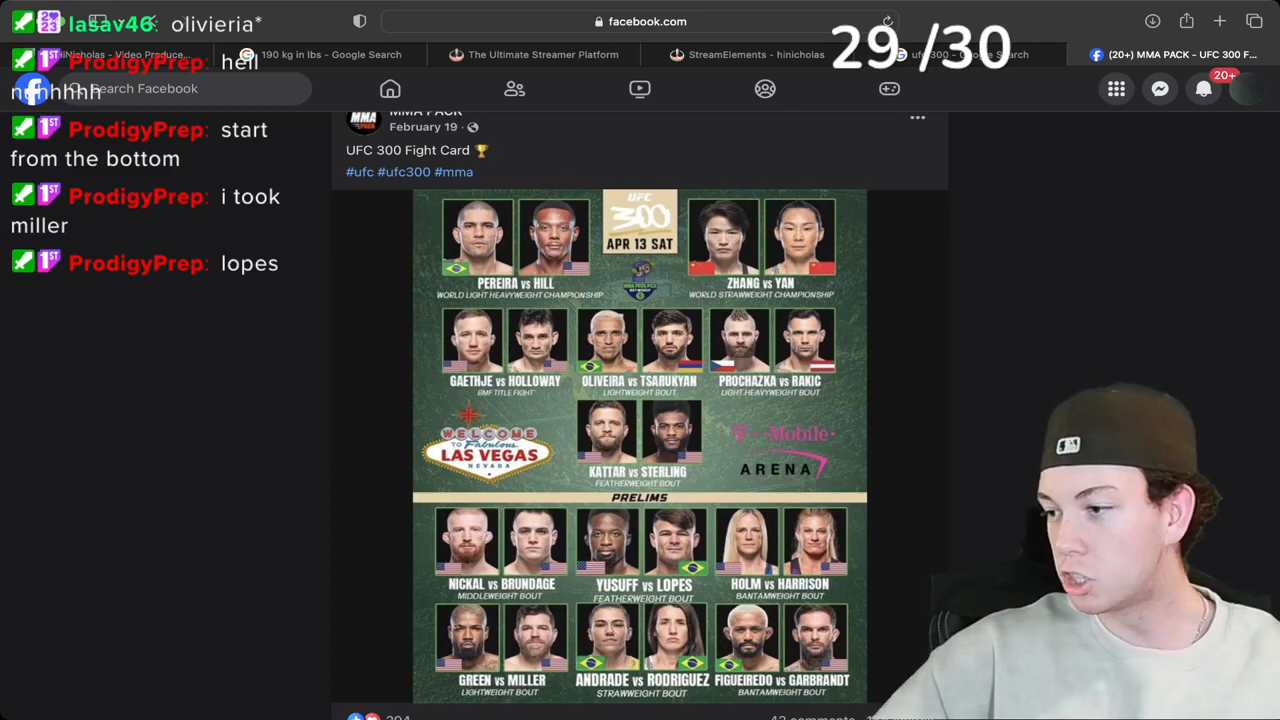 lasav46: olivieria*
ProdigyPrep: hell
nuhhhhh
ProdigyPrep: start
from the bottom
ProdigyPrep: i took
miller
ProdigyPrep: lopes
facebook.com
29 /30
190 kg in lbs - Google Search
The Ultimate Streamer Platform
StreamElements - hinicholas
(20+) MMA PACK - UFC 300 F...
Search Facebook
20+
MMA PACK
February 19
UFC 300 Fight Card
#ufc #ufc300 #mma
UFC
300
APR 13 SAT
PEREIRA vs HILL
WORLD LIGHT HEAVYWEIGHT CHAMPIONSHIP
ZHANG vs YAN
WORLD STRAWWEIGHT CHAMPIONSHIP
GAETHJE vs HOLLOWAY
BMF TITLE FIGHT
OLIVEIRA vs TSARUKYAN
LIGHTWEIGHT BOUT
PROCHAZKA vs RAKIC
LIGHT HEAVYWEIGHT BOUT
WELCOME
TO Fabulous
LAS VEGAS
NEVADA
KATTAR vs STERLING
FEATHERWEIGHT BOUT
T Mobile
ARENA
PRELIMS
NICKAL vs BRUNDAGE
MIDDLEWEIGHT BOUT
YUSUFF vs LOPES
FEATHERWEIGHT BOUT
HOLM vs HARRISON
BANTAMWEIGHT BOUT
GREEN vs MILLER
LIGHTWEIGHT BOUT
ANDRADE vs RODRIGUEZ
STRAWWEIGHT BOUT
FIGUEIREDO vs GARBRANDT
BANTAMWEIGHT BOUT